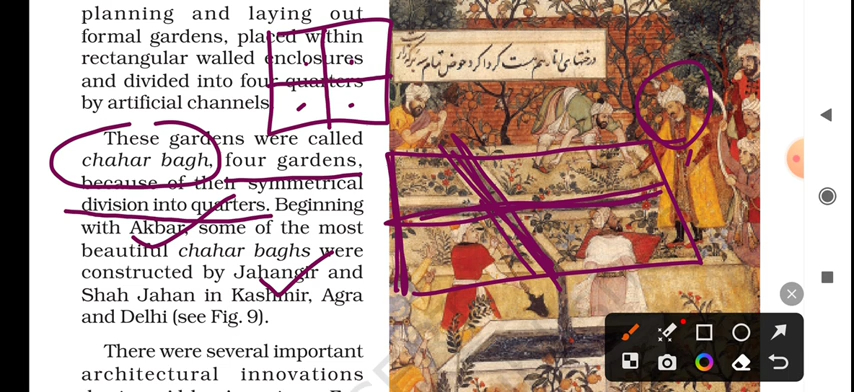 planning and laying out
formal gardens, placed within
rectangular walled enclosures
and divided into four quarters
by artificial channels.
These gardens were called
chahar bagh, four gardens,
because of their symmetrical
division into quarters. Beginning
with Akbar, some of the most
beautiful chahar baghs were
constructed by Jahangir and
Shah Jahan in Kashmir, Agra
and Delhi (see Fig. 9).
There were several important
architectural innovations